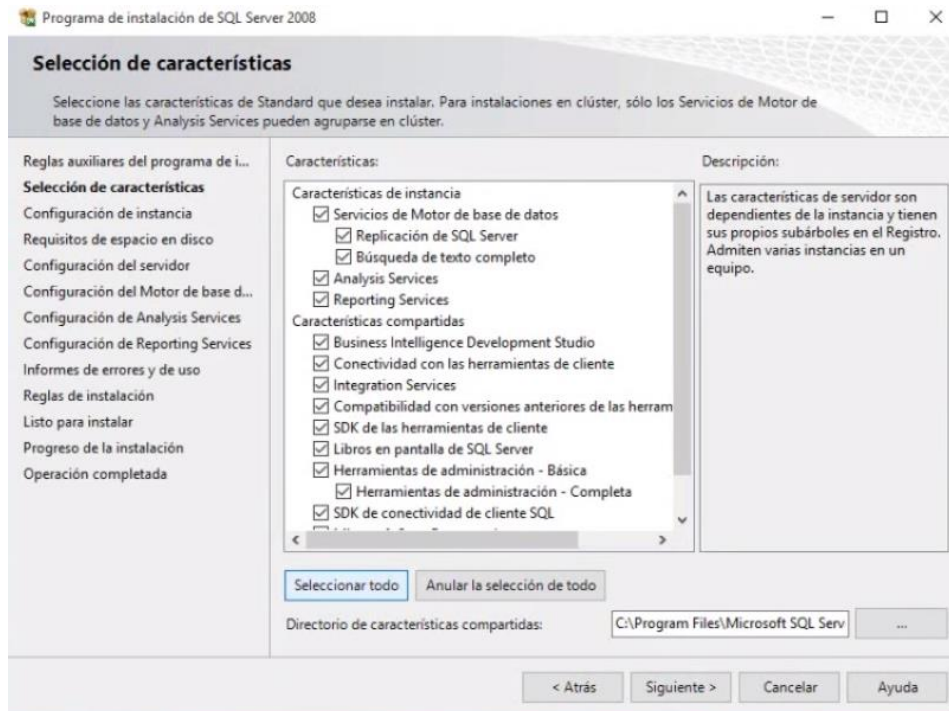 Programa de instalación de SQL Server 2008
Selección de características
Seleccione las características de Standard que desea instalar. Para instalaciones en clúster, sólo los Servicios de Motor de
base de datos y Analysis Services pueden agruparse en clúster.
Reglas auxiliares del programa de i...
Selección de características
Configuración de instancia
Requisitos de espacio en disco
Configuración del servidor
Configuración del Motor de base d...
Configuración de Analysis Services
Configuración de Reporting Services
Informes de errores y de uso
Reglas de instalación
Listo para instalar
Progreso de la instalación
Operación completada
Características:
Características de instancia
Servicios de Motor de base de datos
Replicación de SQL Server
Búsqueda de texto completo
Analysis Services
Reporting Services
Características compartidas
Business Intelligence Development Studio
Conectividad con las herramientas de cliente
Integration Services
Compatibilidad con versiones anteriores de las herram
SDK de las herramientas de cliente
Libros en pantalla de SQL Server
Herramientas de administración - Básica
Herramientas de administración - Completa
SDK de conectividad de cliente SQL
Descripción:
Las características de servidor son
dependientes de la instancia y tienen
sus propios subárboles en el Registro.
Admiten varias instancias en un
equipo.
Seleccionar todo
Anular la selección de todo
Directorio de características compartidas:
C:\Program Files\Microsoft SQL Serv
...
< Atrás
Siguiente >
Cancelar
Ayuda